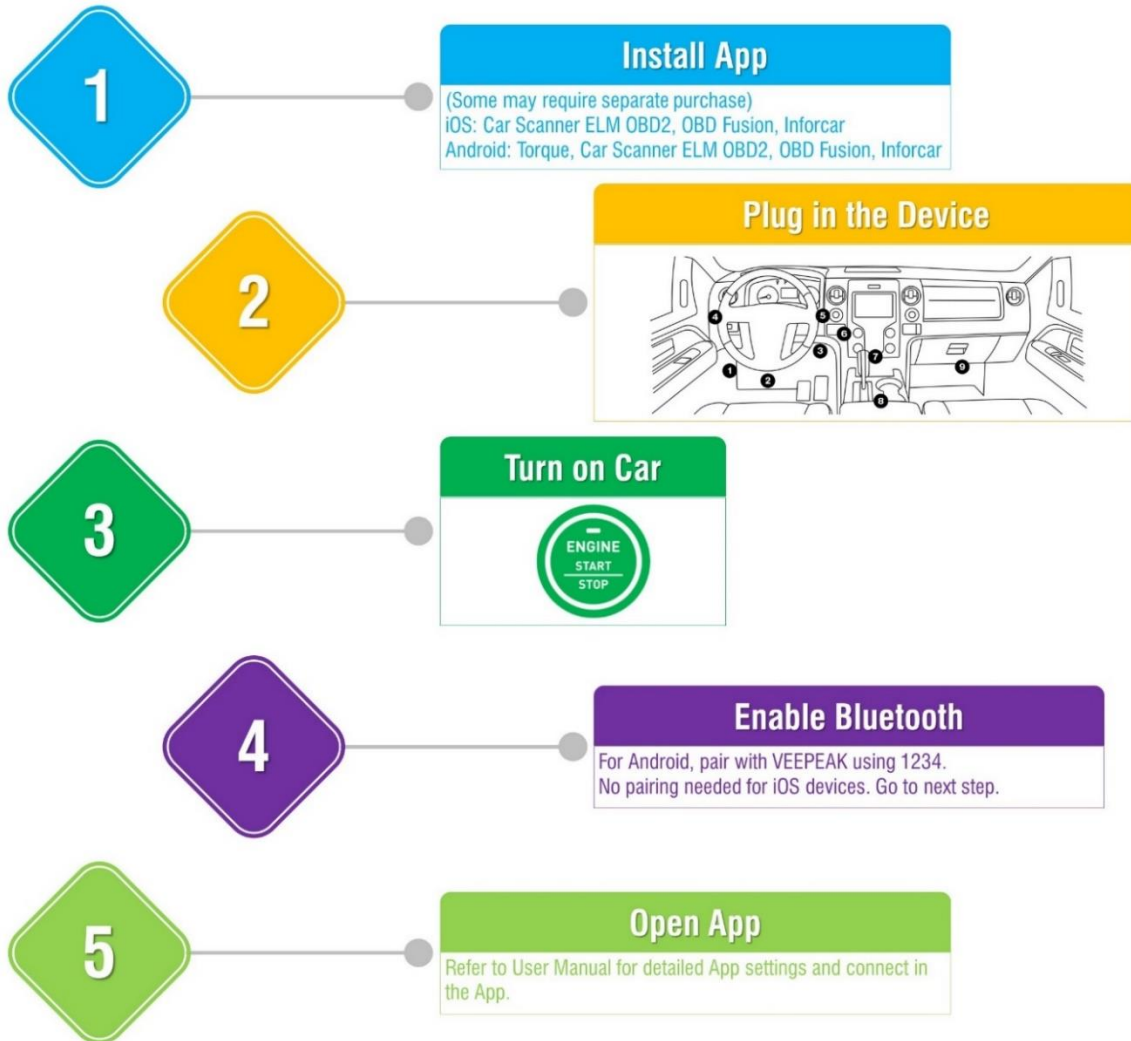 1
Install App
(Some may require separate purchase)
iOS: Car Scanner ELM OBD2, OBD Fusion, Inforcar
Android: Torque, Car Scanner ELM OBD2, OBD Fusion, Inforcar
2
Plug in the Device
4
5
6
3
7
1
2
9
8
3
Turn on Car
ENGINE
START
STOP
4
Enable Bluetooth
For Android, pair with VEEPEAK using 1234.
No pairing needed for iOS devices. Go to next step.
5
Open App
Refer to User Manual for detailed App settings and connect in
the App.